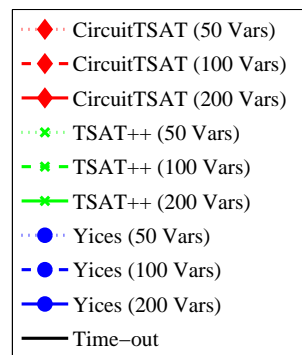 CircuitTSAT (50 Vars)
CircuitTSAT (100 Vars)
CircuitTSAT (200 Vars)
TSAT++ (50 Vars)
TSAT++ (100 Vars)
TSAT++ (200 Vars)
Yices (50 Vars)
Yices (100 Vars)
Yices (200 Vars)
Time−out